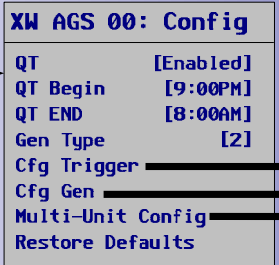 XW AGS 00: Config
QT [Enabled]
QT Begin [9:00PM]
QT END [8:00AM]
Gen Type [2]
Cfg Trigger
Cfg Gen
Multi-Unit Config
Restore Defaults